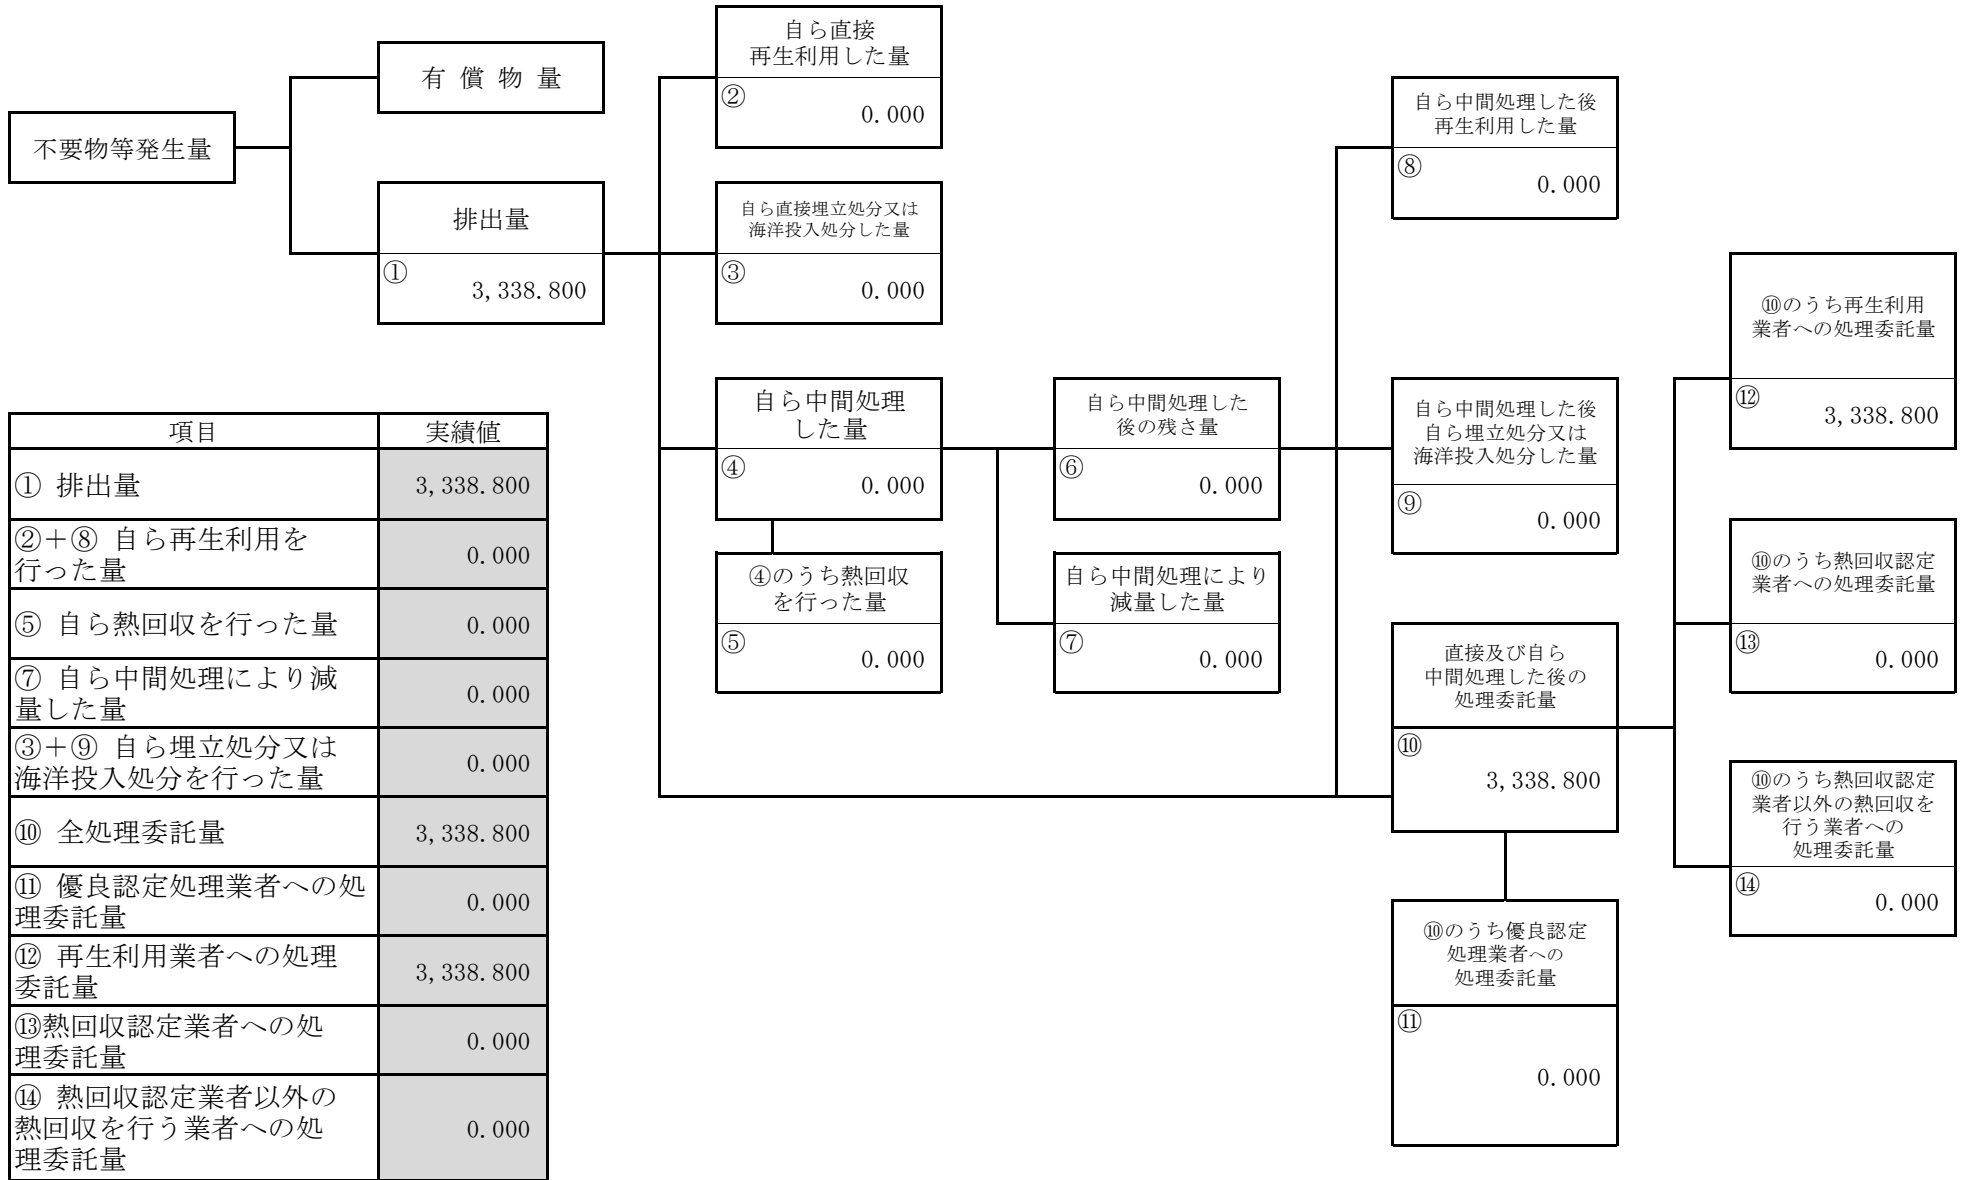 不要物等発生量
有 償 物 量
排出量
①
3,338.800
自ら直接
再生利用した量
②
0.000
自ら直接埋立処分又は
海洋投入処分した量
③
0.000
自ら中間処理
した量
④
0.000
④のうち熱回収
を行った量
⑤
0.000
自ら中間処理した
後の残さ量
⑥
0.000
自ら中間処理により
減量した量
⑦
0.000
自ら中間処理した後
再生利用した量
⑧
0.000
自ら中間処理した後
自ら埋立処分又は
海洋投入処分した量
⑨
0.000
直接及び自ら
中間処理した後の
処理委託量
⑩
3,338.800
⑩のうち優良認定
処理業者への
処理委託量
⑪
0.000
⑩のうち再生利用
業者への処理委託量
⑫
3,338.800
⑩のうち熱回収認定
業者への処理委託量
⑬
0.000
⑩のうち熱回収認定
業者以外の熱回収を
行う業者への
処理委託量
⑭
0.000
項目 実績値
① 排出量 3,338.800
②＋⑧ 自ら再生利用を
行った量 0.000
⑤ 自ら熱回収を行った量 0.000
⑦ 自ら中間処理により減
量した量 0.000
③＋⑨ 自ら埋立処分又は
海洋投入処分を行った量 0.000
⑩ 全処理委託量 3,338.800
⑪ 優良認定処理業者への処
理委託量 0.000
⑫ 再生利用業者への処理
委託量 3,338.800
⑬熱回収認定業者への処
理委託量 0.000
⑭ 熱回収認定業者以外の
熱回収を行う業者への処
理委託量 0.000